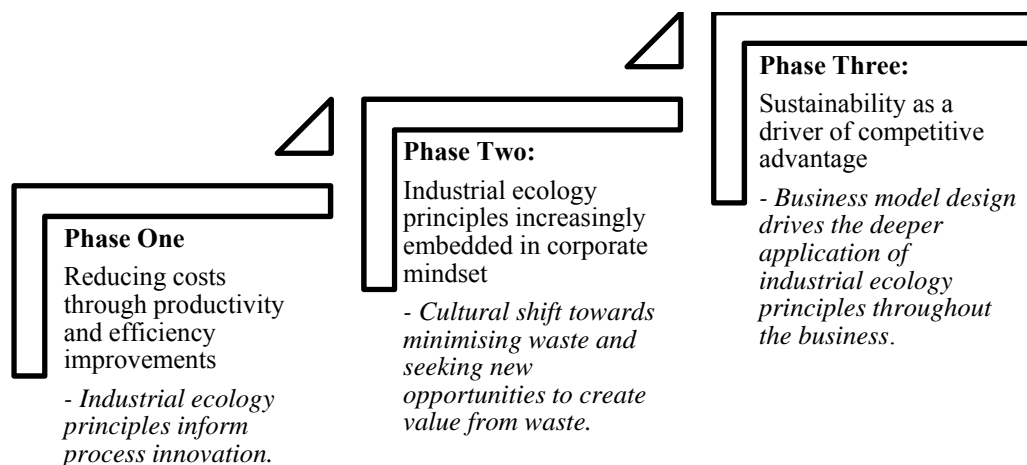 Phase One
Reducing costs
through productivity
and efficiency
improvements
- Industrial ecology
principles inform
process innovation.
Phase Two:
Industrial ecology
principles increasingly
embedded in corporate
mindset
- Cultural shift towards
minimising waste and
seeking new
opportunities to create
value from waste.
Phase Three:
Sustainability as a
driver of competitive
advantage
- Business model design
drives the deeper
application of
industrial ecology
principles throughout
the business.